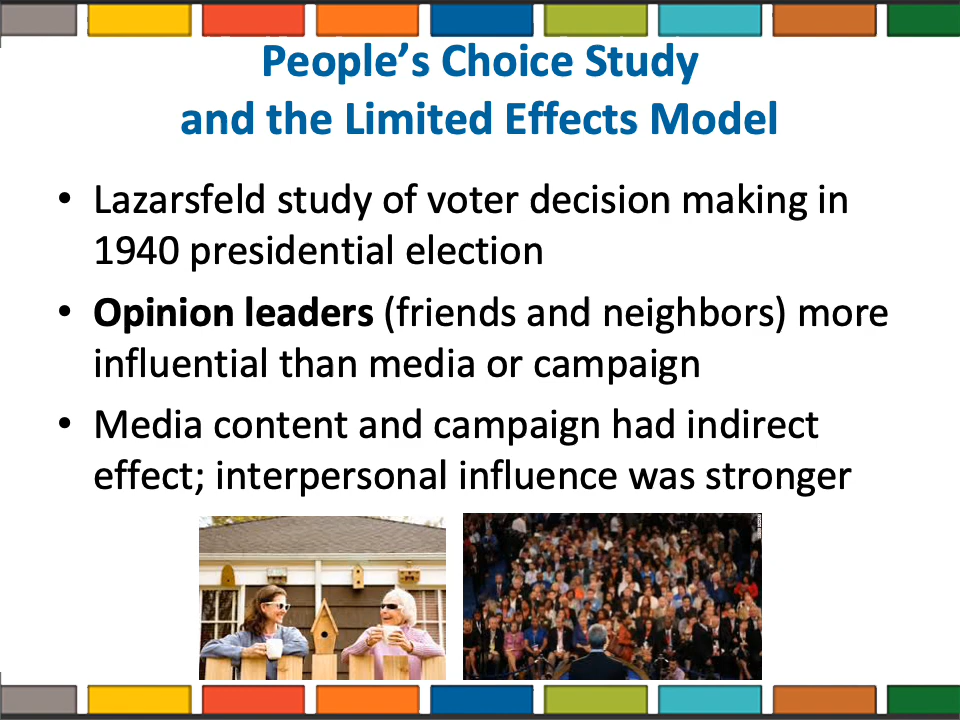 People’s Choice Study
and the Limited Effects Model
• Lazarsfeld study of voter decision making in
1940 presidential election
• Opinion leaders (friends and neighbors) more
influential than media or campaign
• Media content and campaign had indirect
effect; interpersonal influence was stronger